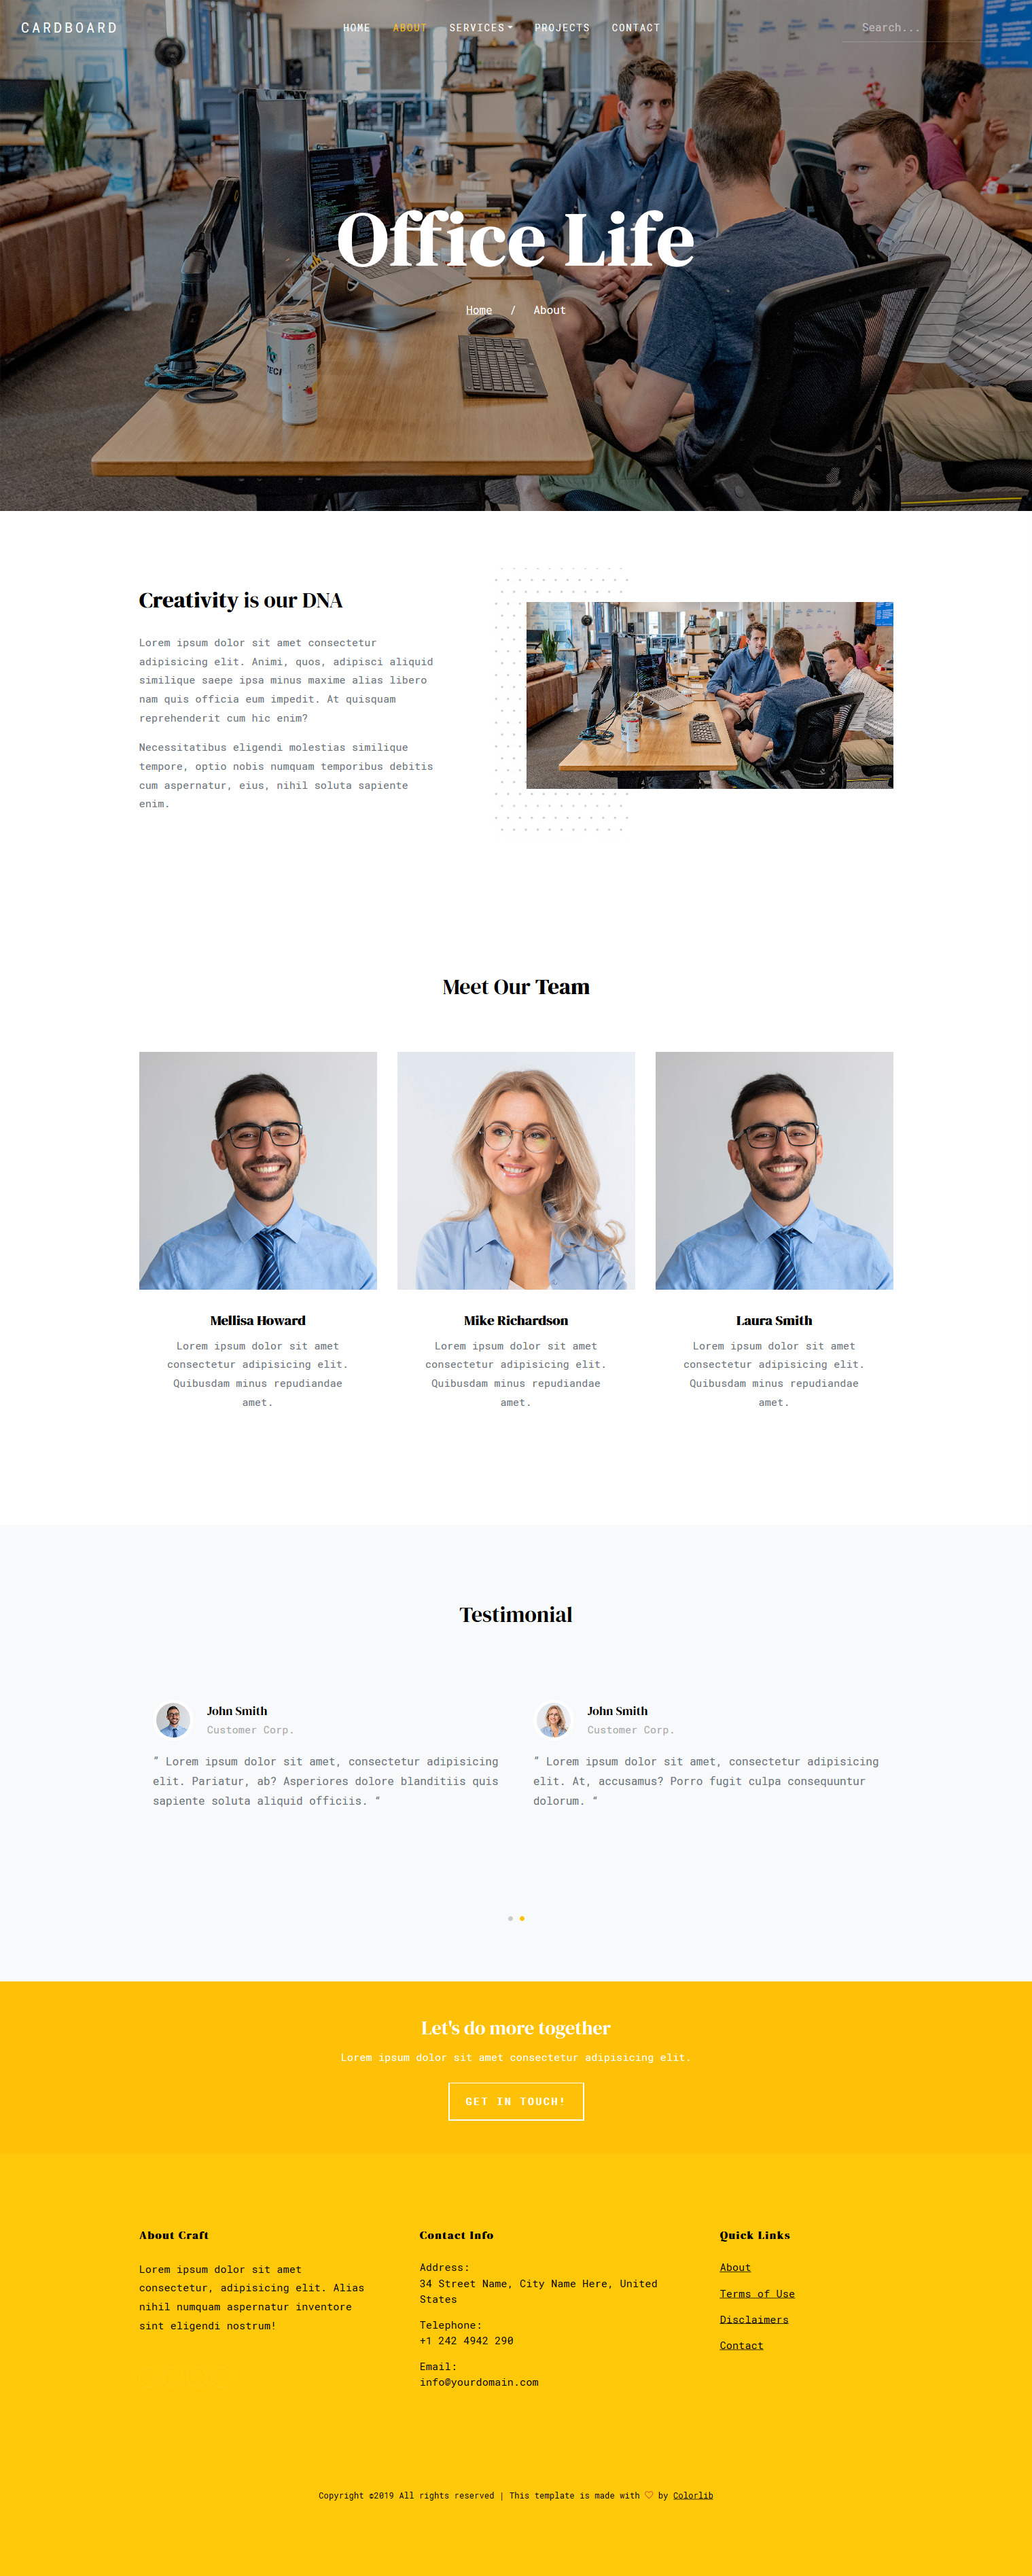 CARDBOARD
HOME ABOUT SERVICES PROJECTS CONTACT
Search...
Office Life
Home / About
Creativity is our DNA
Lorem ipsum dolor sit amet consectetur
adipisicing elit. Animi, quos, adipisci aliquid
similique saepe ipsa minus maxime alias libero
nam quis officia eum impedit. At quisquam
reprehenderit cum hic enim?
Necessitatibus eligendi molestias similique
tempore, optio nobis numquam temporibus debitis
cum aspernatur, eius, nihil soluta sapiente
enim.
Meet Our Team
Mellisa Howard
Lorem ipsum dolor sit amet
consectetur adipisicing elit.
Quibusdam minus repudiandae
amet.
Mike Richardson
Lorem ipsum dolor sit amet
consectetur adipisicing elit.
Quibusdam minus repudiandae
amet.
Laura Smith
Lorem ipsum dolor sit amet
consectetur adipisicing elit.
Quibusdam minus repudiandae
amet.
Testimonial
John Smith
Customer Corp.
” Lorem ipsum dolor sit amet, consectetur adipisicing
elit. Pariatur, ab? Asperiores dolore blanditiis quis
sapiente soluta aliquid officiis. “
John Smith
Customer Corp.
” Lorem ipsum dolor sit amet, consectetur adipisicing
elit. At, accusamus? Porro fugit culpa consequuntur
dolorum. “
Let's do more together
Lorem ipsum dolor sit amet consectetur adipisicing elit.
GET IN TOUCH!
About Craft
Lorem ipsum dolor sit amet
consectetur, adipisicing elit. Alias
nihil numquam aspernatur inventore
sint eligendi nostrum!
Contact Info
Address:
34 Street Name, City Name Here, United
States
Telephone:
+1 242 4942 290
Email:
info@yourdomain.com
Quick Links
About
Terms of Use
Disclaimers
Contact
Copyright ©2019 All rights reserved | This template is made with ♡ by Colorlib